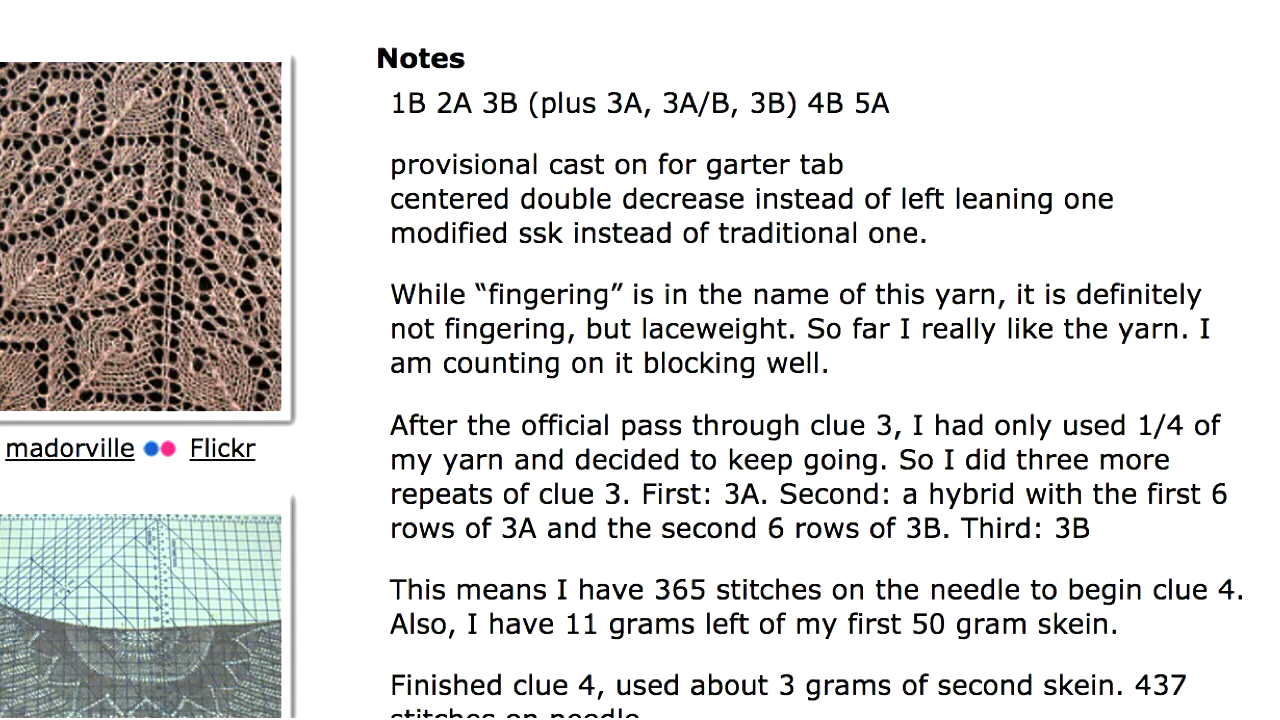 Notes
1B 2A 3B (plus 3A, 3A/B, 3B) 4B 5A
provisional cast on for garter tab
centered double decrease instead of left leaning one
modified ssk instead of traditional one.
While “fingering” is in the name of this yarn, it is definitely
not fingering, but laceweight. So far I really like the yarn. I
am counting on it blocking well.
After the official pass through clue 3, I had only used 1/4 of
my yarn and decided to keep going. So I did three more
repeats of clue 3. First: 3A. Second: a hybrid with the first 6
rows of 3A and the second 6 rows of 3B. Third: 3B
This means I have 365 stitches on the needle to begin clue 4.
Also, I have 11 grams left of my first 50 gram skein.
Finished clue 4, used about 3 grams of second skein. 437
stitches on needle.
madorville Flickr